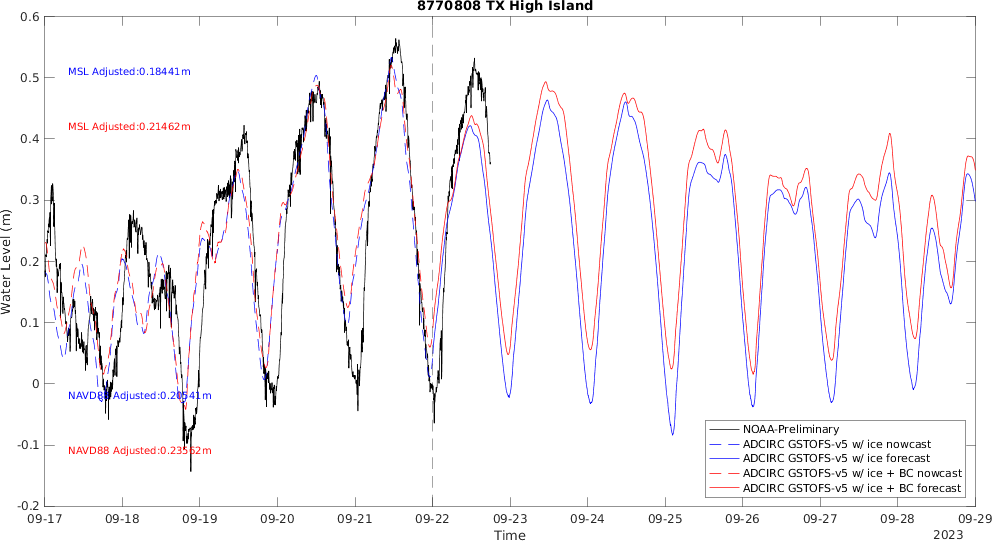 8770808 TX High Island
0.6
0.5
0.4
0.3
0.2
0.1
0
-0.1
-0.2
Water Level (m)
MSL Adjusted:0.18441m
MSL Adjusted:0.21462m
NAVD88 Adjusted:0.20541m
NAVD88 Adjusted:0.23562m
NOAA-Preliminary
ADCIRC GSTOFS-v5 w/ ice nowcast
ADCIRC GSTOFS-v5 w/ ice forecast
ADCIRC GSTOFS-v5 w/ ice + BC nowcast
ADCIRC GSTOFS-v5 w/ ice + BC forecast
09-17 09-18 09-19 09-20 09-21 09-22 09-23 09-24 09-25 09-26 09-27 09-28 09-29
Time
2023